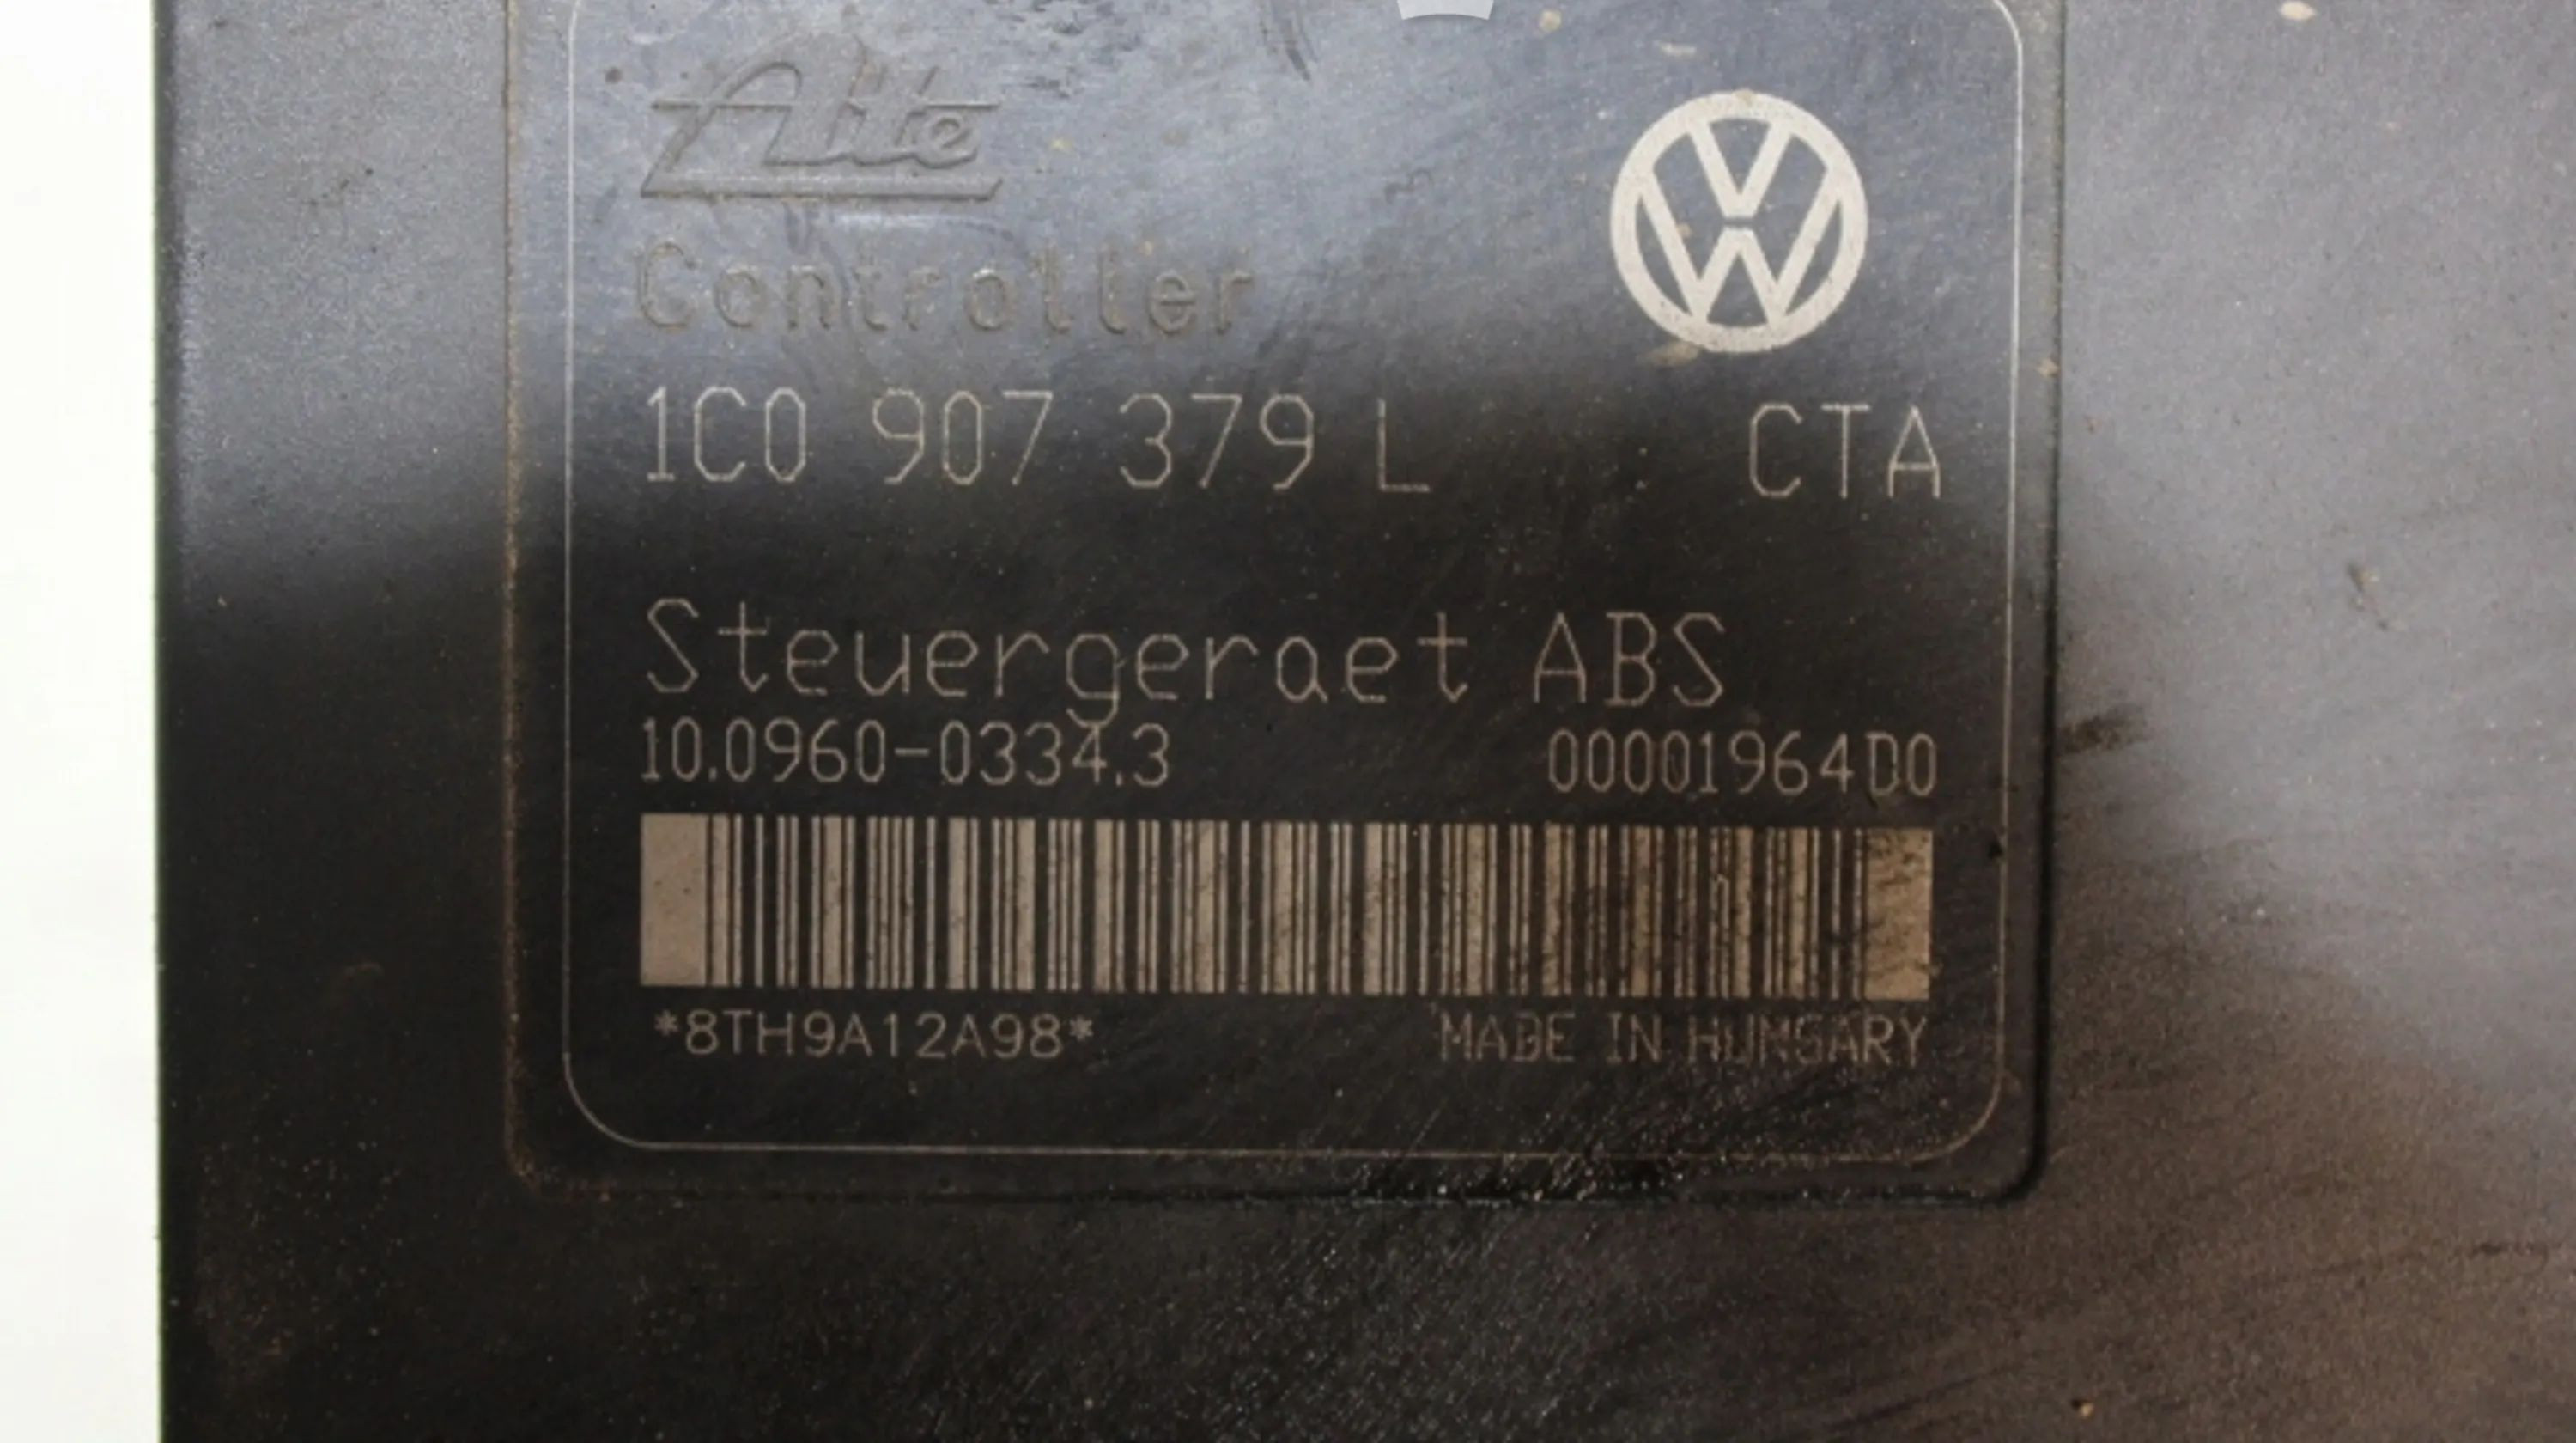 Ate
Controller
1C0 907 379 L CTA
Steuergeraet ABS
10.0960-0334.3 00001964D0
*8TH9A12A98* MADE IN HUNGARY